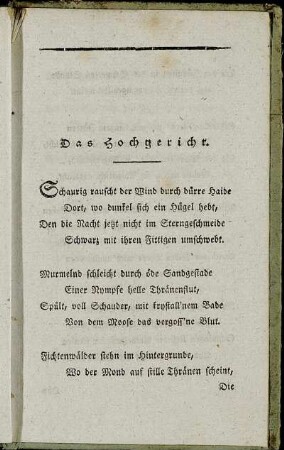 Das Hochgericht.
Schaurig rauscht der Wind durch dürre Haide
Dort, wo dunkel sich ein Hügel hebt,
Den die Nacht jetzt nicht im Sterngeschmeide
Schwarz mit ihren Fittigen umschwebt.
Murmelnd schleicht durch öde Sandgestade
Einer Nympfe helle Thränenflut,
Spült, voll Schauder, mit krystall'nem Bade
Von dem Moose das vergoss'ne Blut.
Fichtenwälder stehn im Hintergrunde,
Wo der Mond auf stille Thränen scheint,
Die